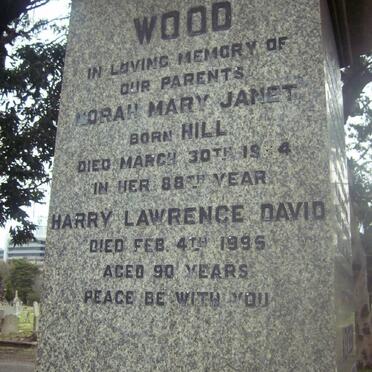 WOOD
IN LOVING MEMORY OF
OUR PARENTS
NORAH MARY JANET
BORN HILL
DIED MARCH 30TH
IN HER 88TH YEAR
HARRY LAWRENCE DAVID
DIED FEB. 4TH 1995
AGED 90 YEARS
PEACE BE WITH YOU